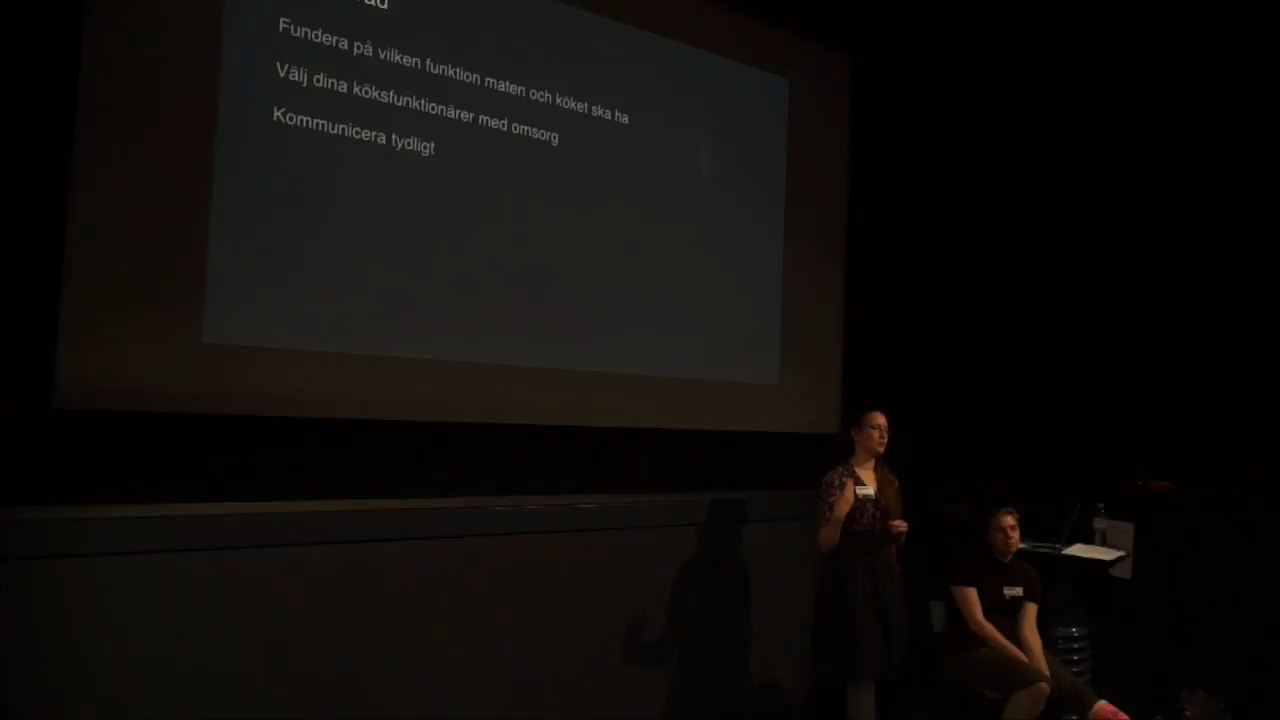 Fundera på vilken funktion maten och köket ska ha
Välj dina köksfunktionärer med omsorg
Kommunicera tydligt